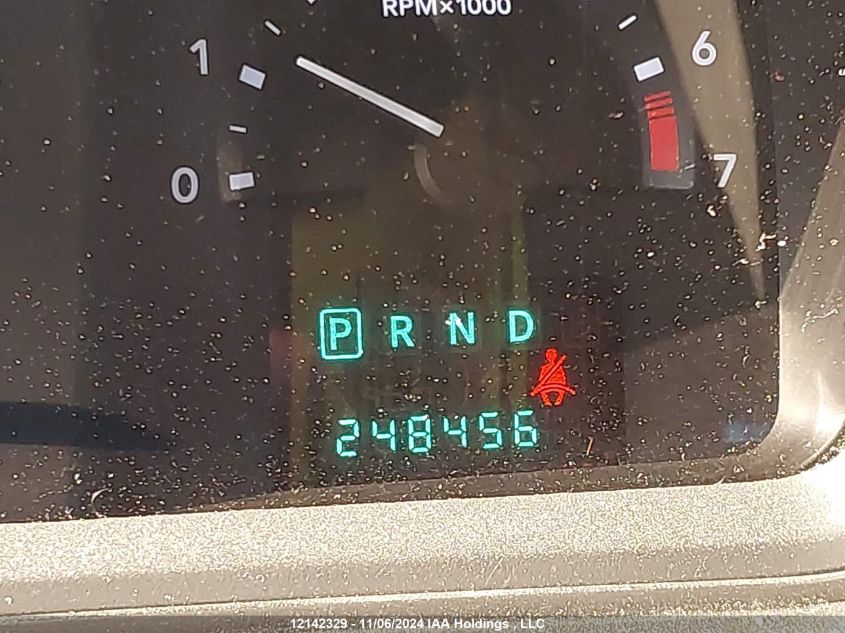 RPM×1000
1
6
0
7
P R N D
248456
12142329 - 11/06/2024 IAA Holdings , LLC